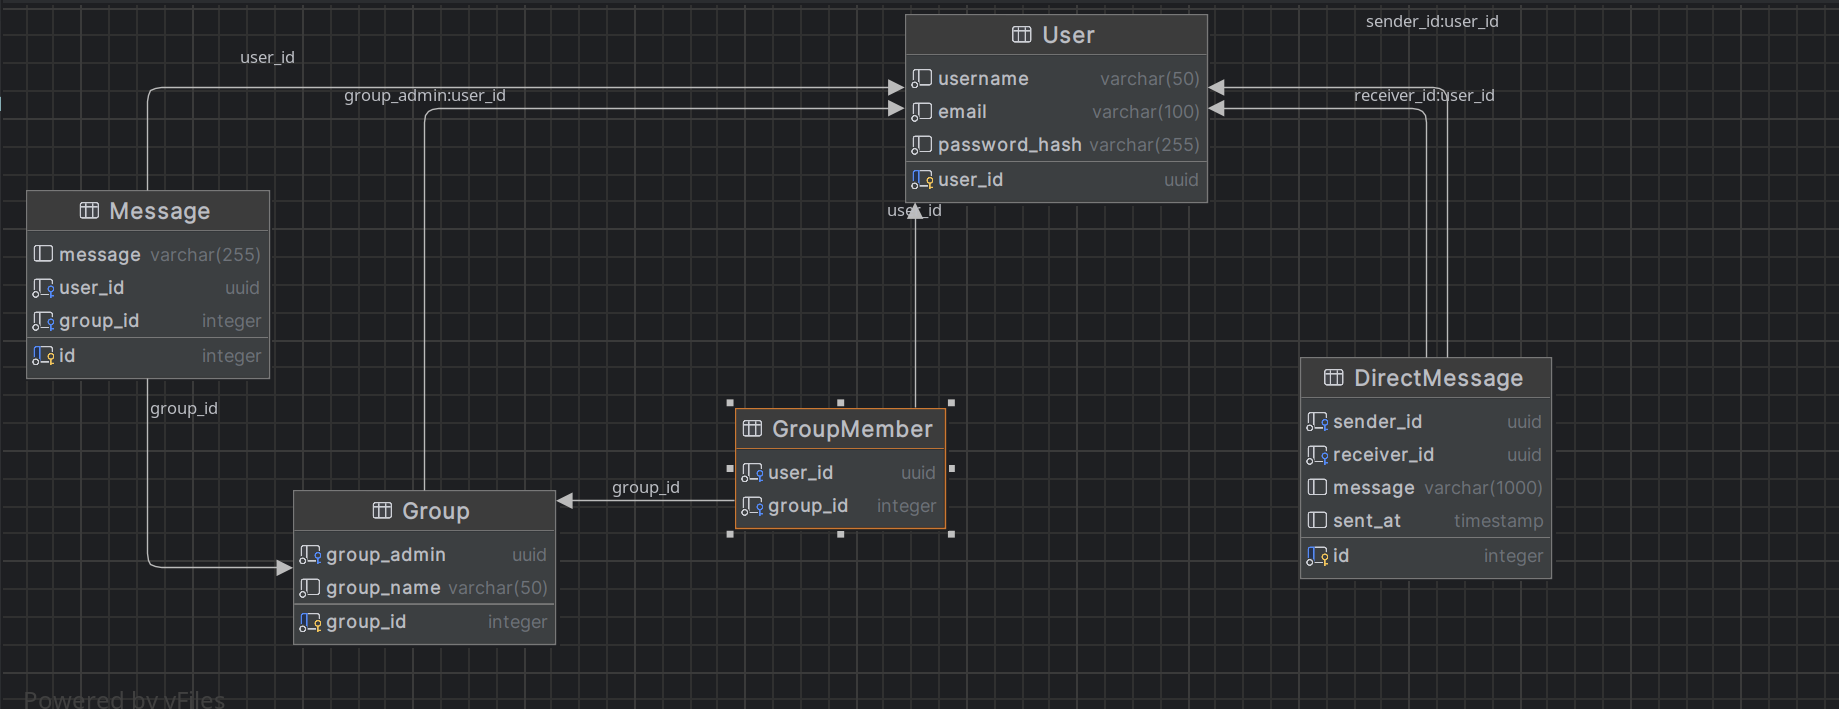 sender_id:user_id
user_id
group_admin:user_id
receiver_id:user_id
User
username varchar(50)
email varchar(100)
password_hash varchar(255)
user_id uuid
user_id
Message
message varchar(255)
user_id uuid
group_id integer
id integer
group_id
GroupMember
user_id uuid
group_id integer
group_id
Group
group_admin uuid
group_name varchar(50)
group_id integer
DirectMessage
sender_id uuid
receiver_id uuid
message varchar(1000)
sent_at timestamp
id integer
Powered by yFiles